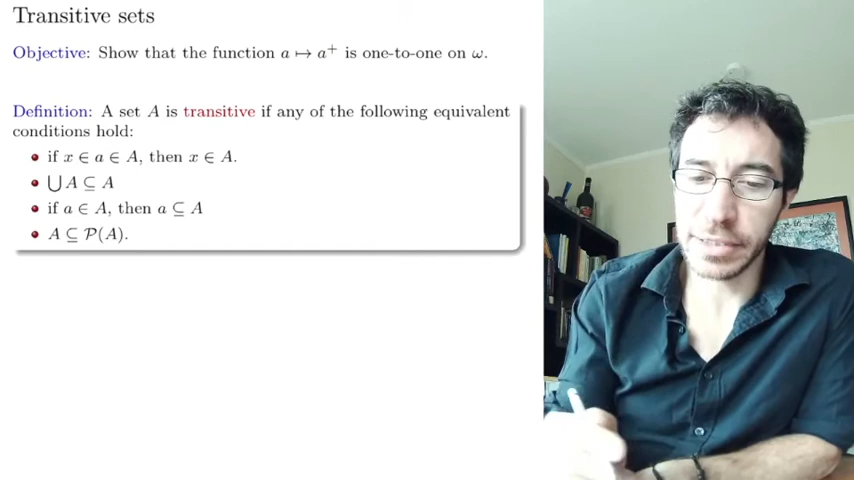 Transitive sets
Objective: Show that the function a ↦ a⁺ is one-to-one on ω.
Definition: A set A is transitive if any of the following equivalent
conditions hold:
if x ∈ a ∈ A, then x ∈ A.
⋃ A ⊆ A
if a ∈ A, then a ⊆ A
A ⊆ 𝒫(A).